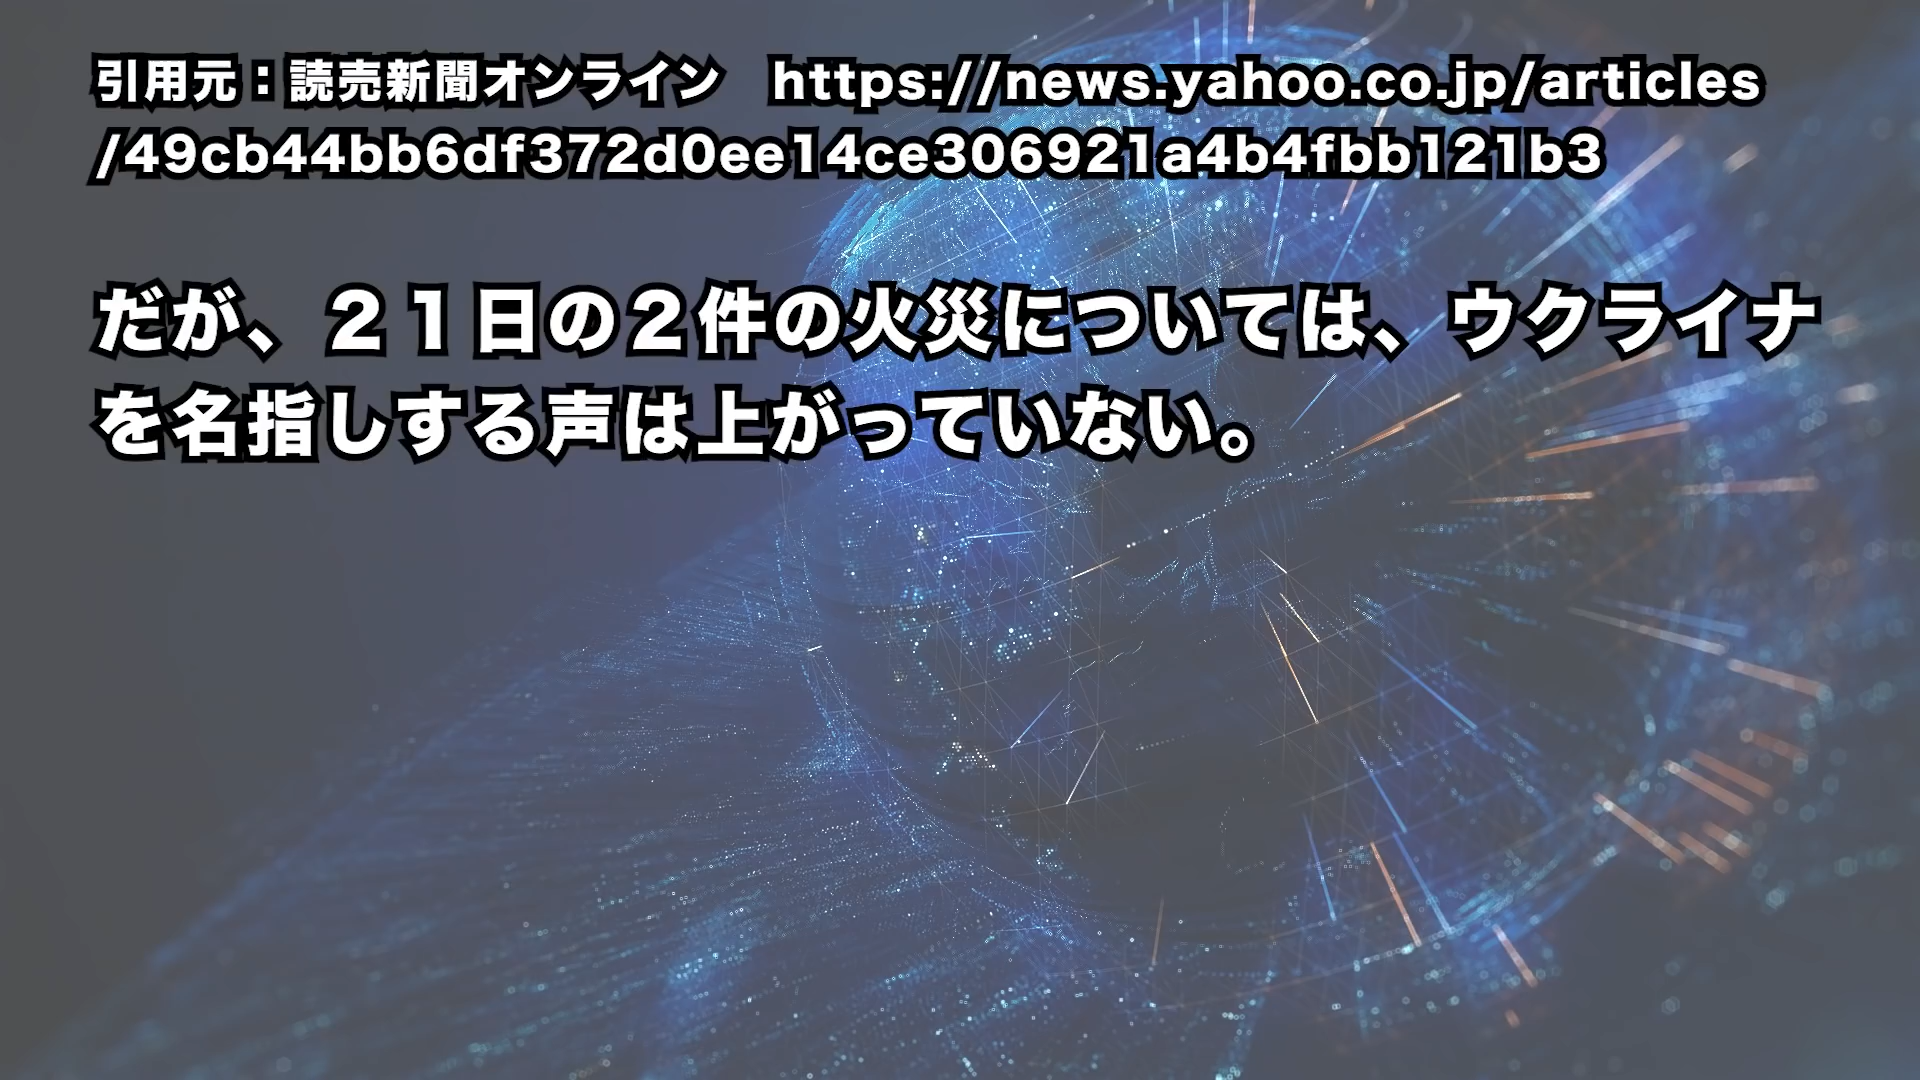 引用元：読売新聞オンライン　https://news.yahoo.co.jp/articles
/49cb44bb6df372d0ee14ce306921a4b4fbb121b3
だが、２１日の２件の火災については、ウクライナ
を名指しする声は上がっていない。